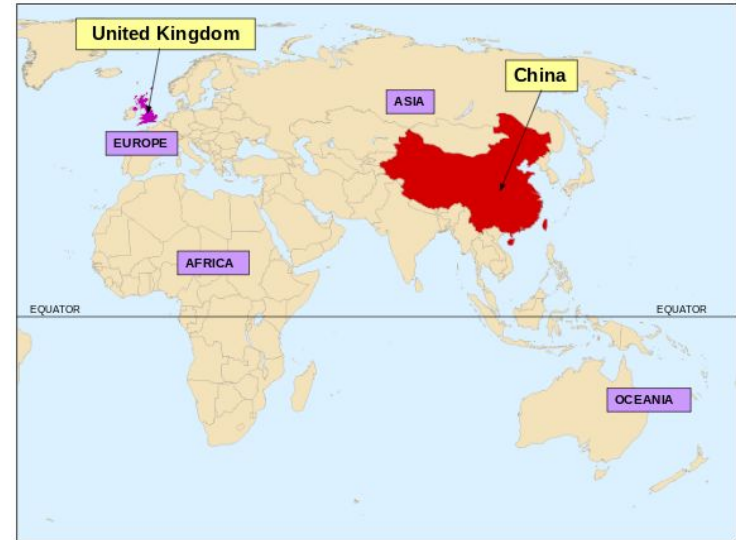 United Kingdom
China
ASIA
EUROPE
AFRICA
EQUATOR
EQUATOR
OCEANIA